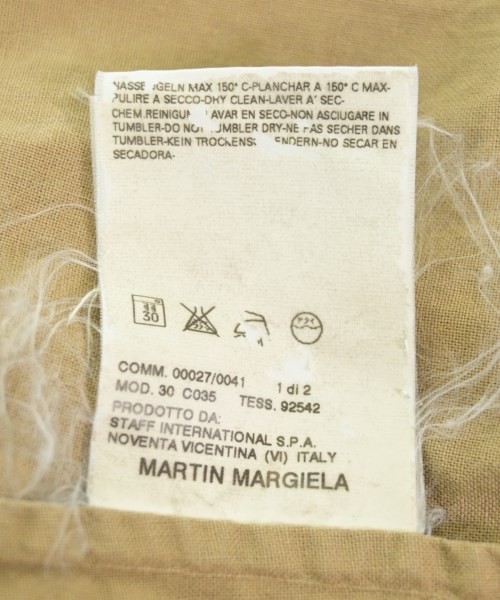 MAX 150° C-PLANCHAR A 150° C MAX-
PULIRE A SECCO-DRY CLEAN-LAVER A' SEC-
CHEM.REINIGUN LAVAR EN SECO-NON ASCIUGARE IN
TUMBLER-DO NOT TUMBLER DRY-NE PAS SECHER DANS
TUMBLER-KEIN TROCKENS ENDERN-NO SECAR EN
SECADORA-
30
COMM. 00027/0041 1 di 2
MOD. 30 C035 TESS. 92542
PRODOTTO DA:
STAFF INTERNATIONAL S.P.A.
NOVENTA VICENTINA (VI) ITALY
MARTIN MARGIELA